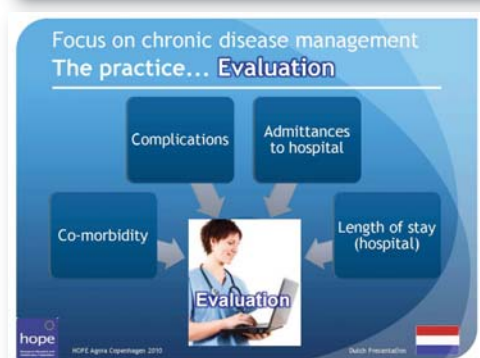 Focus on chronic disease management
The practice... Evaluation
Complications
Admittances
to hospital
Co-morbidity
Length of stay
(hospital)
Evaluation
hope
HOPE Agora Copenhagen 2010
Dutch Presentation